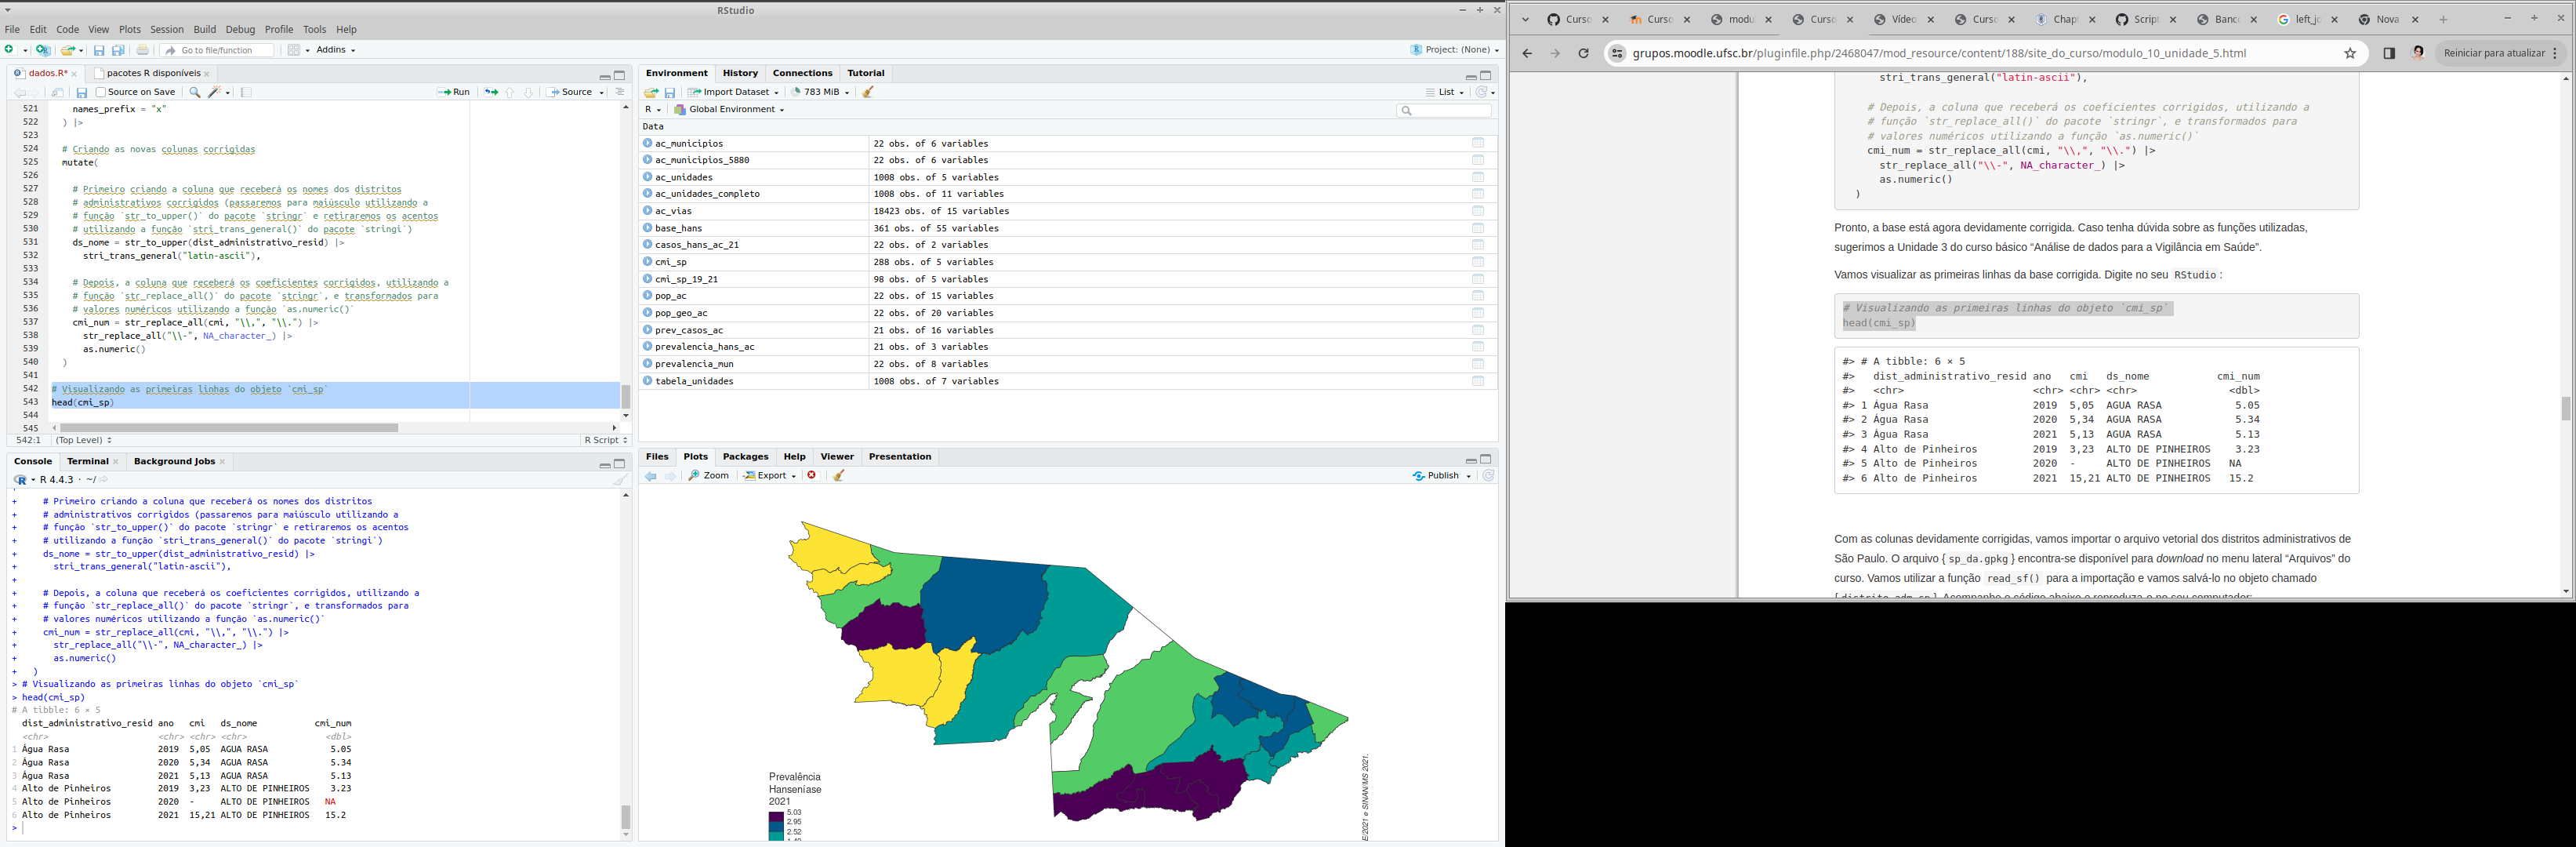 RStudio
File Edit Code View Plots Session Build Debug Profile Tools Help
Go to file/function
Addins
Project: (None)
dados.R*
pacotes R disponíveis
Source on Save
Run
Source
521 names_prefix = "x"
522 ) |>
523
524 # Criando as novas colunas corrigidas
525 mutate(
526
527 # Primeiro criando a coluna que receberá os nomes dos distritos
528 # administrativos corrigidos (passaremos para maiúsculo utilizando a
529 # função `str_to_upper()` do pacote `stringr` e retiraremos os acentos
530 # utilizando a função `stri_trans_general()` do pacote `stringi`)
531 ds_nome = str_to_upper(dist_administrativo_resid) |>
532 stri_trans_general("latin-ascii"),
533
534 # Depois, a coluna que receberá os coeficientes corrigidos, utilizando a
535 # função `str_replace_all()` do pacote `stringr`, e transformados para
536 # valores numéricos utilizando a função `as.numeric()`
537 cmi_num = str_replace_all(cmi, "\\,", "\\.") |>
538 str_replace_all("\\-", NA_character_) |>
539 as.numeric()
540 )
541
542 # Visualizando as primeiras linhas do objeto `cmi_sp`
543 head(cmi_sp)
544
545
542:1 (Top Level) R Script
Console Terminal Background Jobs
R 4.4.3 · ~/
+ # Primeiro criando a coluna que receberá os nomes dos distritos
+ # administrativos corrigidos (passaremos para maiúsculo utilizando a
+ # função `str_to_upper()` do pacote `stringr` e retiraremos os acentos
+ # utilizando a função `stri_trans_general()` do pacote `stringi`)
+ ds_nome = str_to_upper(dist_administrativo_resid) |>
+ stri_trans_general("latin-ascii"),
+
+ # Depois, a coluna que receberá os coeficientes corrigidos, utilizando a
+ # função `str_replace_all()` do pacote `stringr`, e transformados para
+ # valores numéricos utilizando a função `as.numeric()`
+ cmi_num = str_replace_all(cmi, "\\,", "\\.") |>
+ str_replace_all("\\-", NA_character_) |>
+ as.numeric()
+ )
> # Visualizando as primeiras linhas do objeto `cmi_sp`
> head(cmi_sp)
# A tibble: 6 × 5
dist_administrativo_resid ano cmi ds_nome cmi_num
<chr> <chr> <chr> <chr> <dbl>
1 Água Rasa 2019 5,05 AGUA RASA 5.05
2 Água Rasa 2020 5,34 AGUA RASA 5.34
3 Água Rasa 2021 5,13 AGUA RASA 5.13
4 Alto de Pinheiros 2019 3,23 ALTO DE PINHEIROS 3.23
5 Alto de Pinheiros 2020 - ALTO DE PINHEIROS NA
6 Alto de Pinheiros 2021 15,21 ALTO DE PINHEIROS 15.2
>
Environment History Connections Tutorial
Import Dataset 783 MiB List
R Global Environment
Data
ac_municipios 22 obs. of 6 variables
ac_municipios_5880 22 obs. of 6 variables
ac_unidades 1008 obs. of 5 variables
ac_unidades_completo 1008 obs. of 11 variables
ac_vias 18423 obs. of 15 variables
base_hans 361 obs. of 55 variables
casos_hans_ac_21 22 obs. of 2 variables
cmi_sp 288 obs. of 5 variables
cmi_sp_19_21 98 obs. of 5 variables
pop_ac 22 obs. of 15 variables
pop_geo_ac 22 obs. of 20 variables
prev_casos_ac 21 obs. of 16 variables
prevalencia_hans_ac 21 obs. of 3 variables
prevalencia_mun 22 obs. of 8 variables
tabela_unidades 1008 obs. of 7 variables
Files Plots Packages Help Viewer Presentation
Zoom Export Publish
Prevalência
Hanseníase
2021
5.03
2.95
2.52
E/2021 e SINAN/MS 2021.
Curso Curso modu Curso Vídeo Curso Chapt Script Banco left_jo Nova
grupos.moodle.ufsc.br/pluginfile.php/2468047/mod_resource/content/188/site_do_curso/modulo_10_unidade_5.html
Reiniciar para atualizar
stri_trans_general("latin-ascii"),
# Depois, a coluna que receberá os coeficientes corrigidos, utilizando a
# função `str_replace_all()` do pacote `stringr`, e transformados para
# valores numéricos utilizando a função `as.numeric()`
cmi_num = str_replace_all(cmi, "\\,", "\\.") |>
str_replace_all("\\-", NA_character_) |>
as.numeric()
)
Pronto, a base está agora devidamente corrigida. Caso tenha dúvida sobre as funções utilizadas,
sugerimos a Unidade 3 do curso básico “Análise de dados para a Vigilância em Saúde”.
Vamos visualizar as primeiras linhas da base corrigida. Digite no seu RStudio:
# Visualizando as primeiras linhas do objeto `cmi_sp`
head(cmi_sp)
#> # A tibble: 6 × 5
#> dist_administrativo_resid ano cmi ds_nome cmi_num
#> <chr> <chr> <chr> <chr> <dbl>
#> 1 Água Rasa 2019 5,05 AGUA RASA 5.05
#> 2 Água Rasa 2020 5,34 AGUA RASA 5.34
#> 3 Água Rasa 2021 5,13 AGUA RASA 5.13
#> 4 Alto de Pinheiros 2019 3,23 ALTO DE PINHEIROS 3.23
#> 5 Alto de Pinheiros 2020 - ALTO DE PINHEIROS NA
#> 6 Alto de Pinheiros 2021 15,21 ALTO DE PINHEIROS 15.2
Com as colunas devidamente corrigidas, vamos importar o arquivo vetorial dos distritos administrativos de
São Paulo. O arquivo { sp_da.gpkg } encontra-se disponível para download no menu lateral “Arquivos” do
curso. Vamos utilizar a função read_sf() para a importação e vamos salvá-lo no objeto chamado
{ distrito_adm_sp }. Acompanhe o código abaixo e reproduza-o no seu computador: